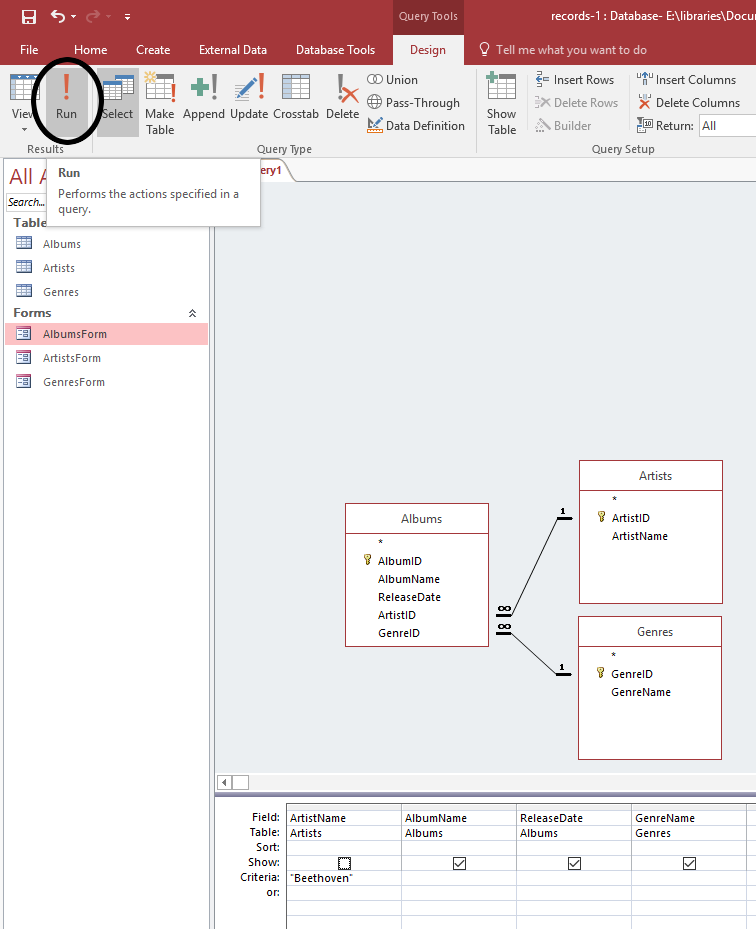 Query Tools
records-1 : Database- E:\libraries\Docu
File Home Create External Data Database Tools Design Tell me what you want to do
View Run Select Make Table Append Update Crosstab Delete
Union
Pass-Through
Data Definition
Show Table
Insert Rows
Delete Rows
Builder
Insert Columns
Delete Columns
Return: All
Results Query Type Query Setup
All A
Search...
Run
Performs the actions specified in a
query.
ery1
Table
Albums
Artists
Genres
Forms
AlbumsForm
ArtistsForm
GenresForm
Albums
*
AlbumID
AlbumName
ReleaseDate
ArtistID
GenreID
∞
∞
1
1
Artists
*
ArtistID
ArtistName
Genres
*
GenreID
GenreName
Field: ArtistName AlbumName ReleaseDate GenreName
Table: Artists Albums Albums Genres
Sort:
Show:
Criteria: "Beethoven"
or: